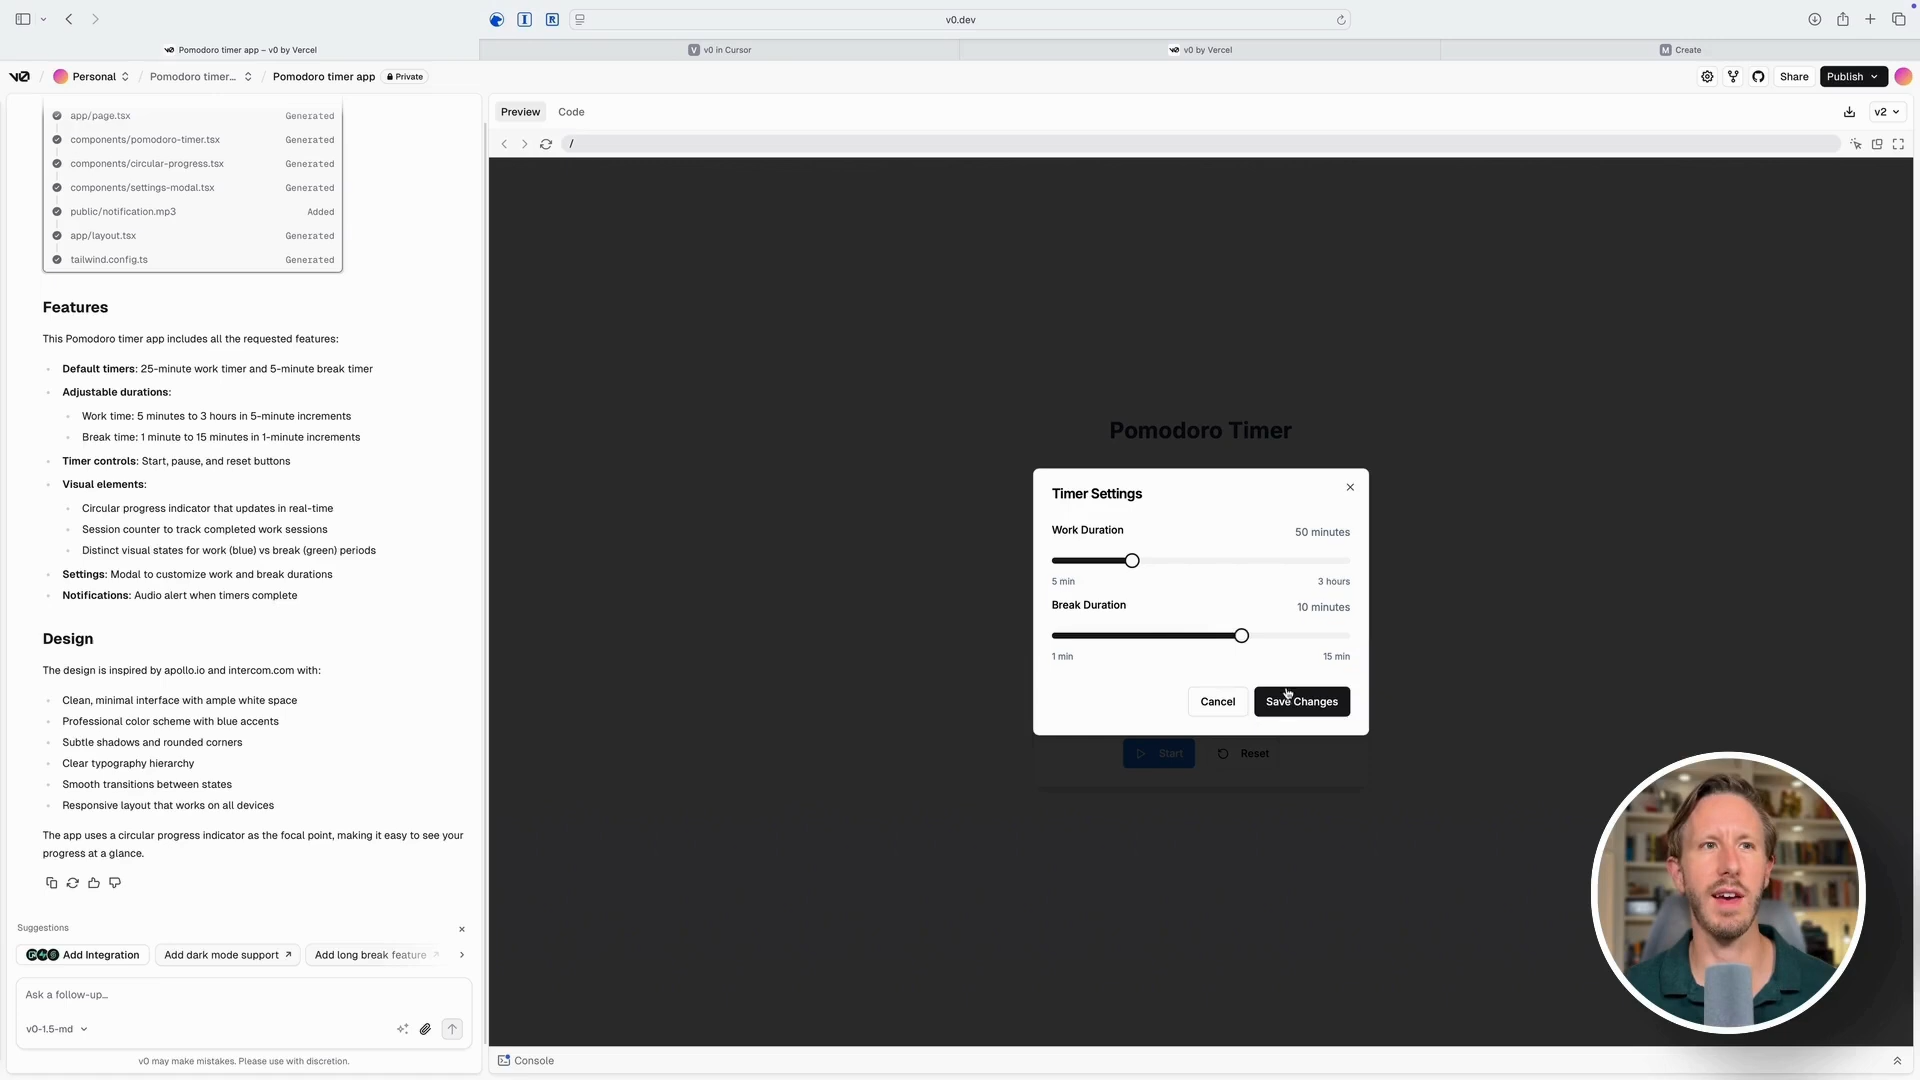 v0.dev
Pomodoro timer app – v0 by Vercel
v0 in Cursor
v0 by Vercel
Create
Personal / Pomodoro timer... / Pomodoro timer app Private
Share
Publish
app/page.tsx Generated
components/pomodoro-timer.tsx Generated
components/circular-progress.tsx Generated
components/settings-modal.tsx Generated
public/notification.mp3 Added
app/layout.tsx Generated
tailwind.config.ts Generated
Features
This Pomodoro timer app includes all the requested features:
Default timers: 25-minute work timer and 5-minute break timer
Adjustable durations:
Work time: 5 minutes to 3 hours in 5-minute increments
Break time: 1 minute to 15 minutes in 1-minute increments
Timer controls: Start, pause, and reset buttons
Visual elements:
Circular progress indicator that updates in real-time
Session counter to track completed work sessions
Distinct visual states for work (blue) vs break (green) periods
Settings: Modal to customize work and break durations
Notifications: Audio alert when timers complete
Design
The design is inspired by apollo.io and intercom.com with:
Clean, minimal interface with ample white space
Professional color scheme with blue accents
Subtle shadows and rounded corners
Clear typography hierarchy
Smooth transitions between states
Responsive layout that works on all devices
The app uses a circular progress indicator as the focal point, making it easy to see your
progress at a glance.
Suggestions
Add Integration
Add dark mode support
Add long break feature
Ask a follow-up...
v0-1.5-md
v0 may make mistakes. Please use with discretion.
Preview
Code
v2
/
Pomodoro Timer
Timer Settings
Work Duration
50 minutes
5 min
3 hours
Break Duration
10 minutes
1 min
15 min
Cancel
Save Changes
Start
Reset
Console